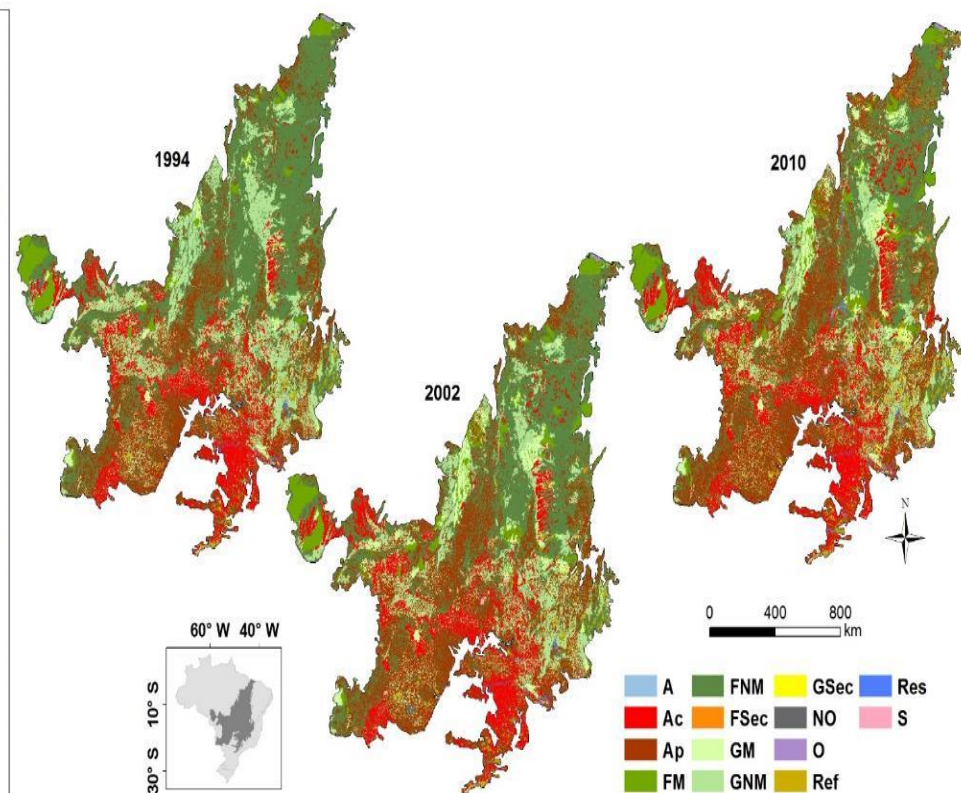 1994
2010
2002
N
0 400 800
km
60° W 40° W
10° S
30° S
A FNM GSec Res
Ac FSec NO S
Ap GM O
FM GNM Ref